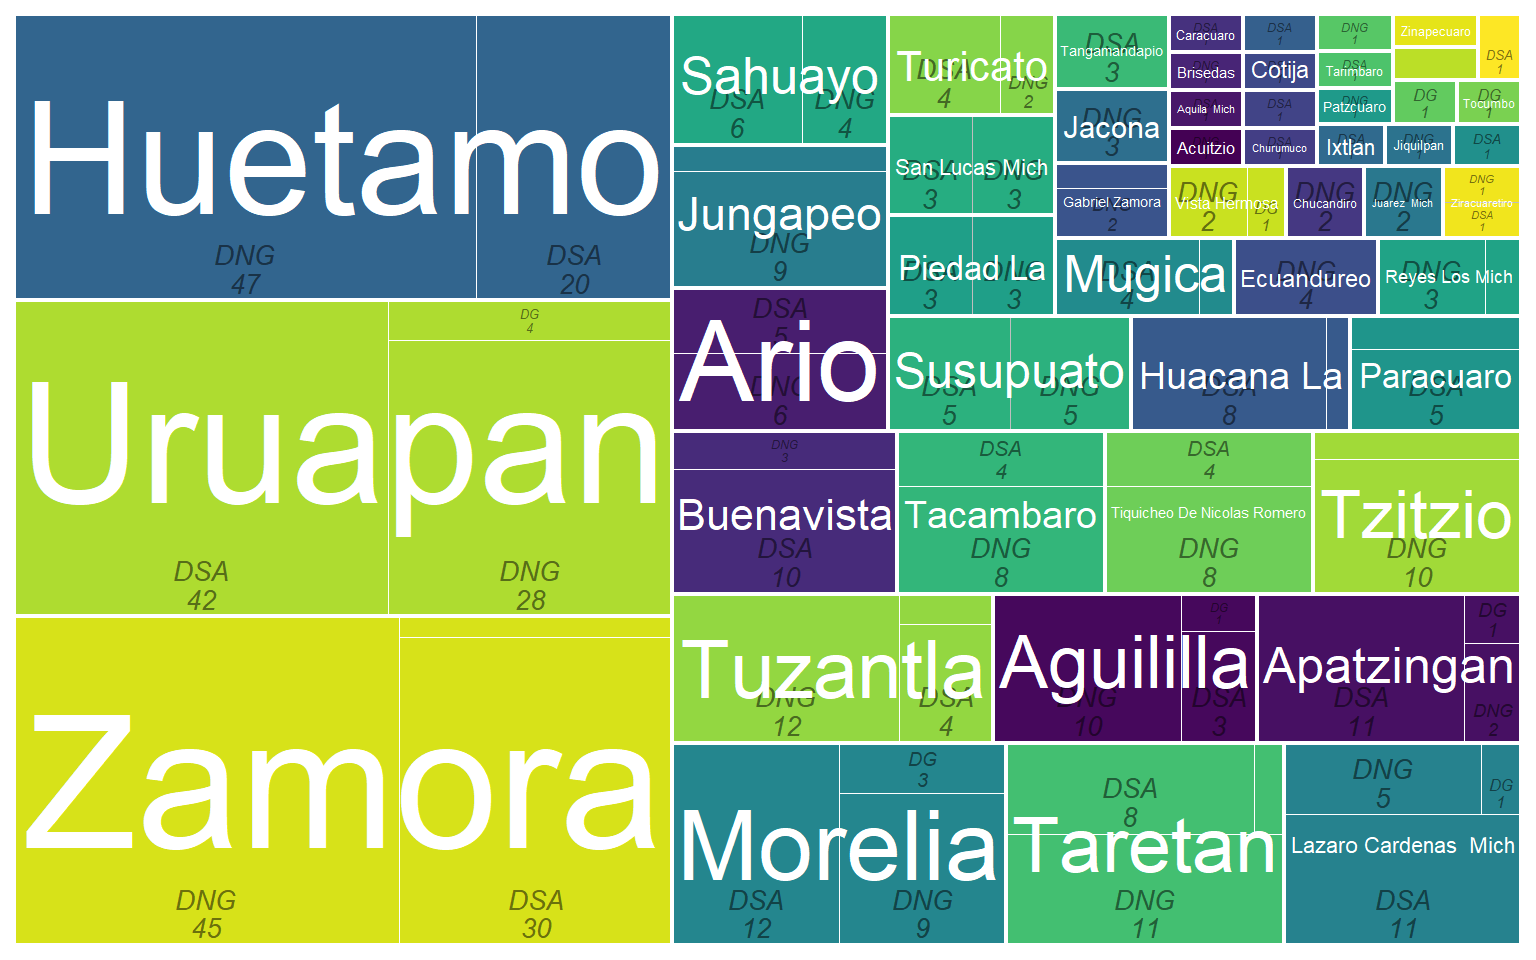 Huetamo
DNG
47
DSA
20
DG
4
Uruapan
DSA
42
DNG
28
Zamora
DNG
45
DSA
30
Sahuayo
DSA
6
DNG
4
Jungapeo
DNG
9
DSA
5
Ario
DNG
6
Turicato
DSA
4
DNG
2
San Lucas Mich
DSA
3
DNG
3
Piedad La
DSA
3
DNG
3
Tangamandapio
DSA
3
Jacona
DNG
3
Gabriel Zamora
DNG
2
Caracuaro
DSA
1
Brisedas
DNG
Aquila Mich
DSA
1
Acuitzio
DSA
1
Cotija
DSA
1
Churumuco
DNG
1
Tarimbaro
DSA
1
Patzcuaro
DNG
1
Ixtlan
DSA
1
Jiquilpan
DNG
1
DSA
1
Zinapecuaro
DSA
1
DG
1
Tocumbo
DG
1
Vista Hermosa
DNG
2
DG
1
Chucandiro
DNG
2
Juarez Mich
DNG
2
DNG
1
Ziracuaretiro
DSA
1
Mugica
DSA
4
Ecuandureo
DNG
4
Reyes Los Mich
DNG
3
Susupuato
DSA
5
DNG
5
Huacana La
DSA
8
Paracuaro
DSA
5
DNG
3
Buenavista
DSA
10
DSA
4
Tacambaro
DNG
8
DSA
4
Tiquicheo De Nicolas Romero
DNG
8
Tzitzio
DNG
10
Tuzantla
DNG
12
DSA
4
DG
1
Aguililla
DNG
10
DSA
3
DG
1
Apatzingan
DSA
11
DNG
2
DG
3
Morelia
DSA
12
DNG
9
DSA
8
Taretan
DNG
11
DNG
5
DG
1
Lazaro Cardenas Mich
DSA
11